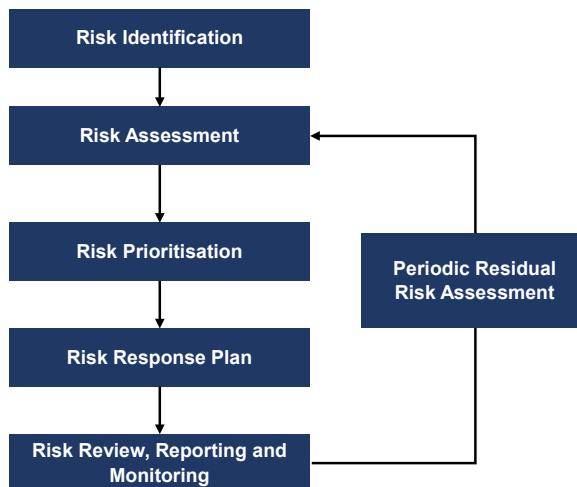 Risk Identification
Risk Assessment
Risk Prioritisation
Periodic Residual
Risk Assessment
Risk Response Plan
Risk Review, Reporting and
Monitoring